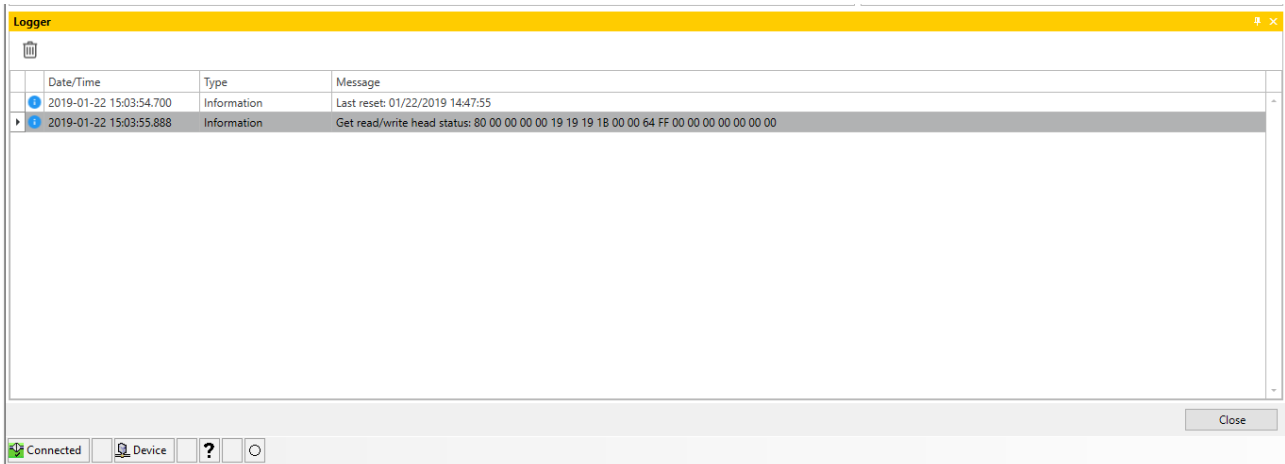 Logger
Date/Time Type Message
2019-01-22 15:03:54.700 Information Last reset: 01/22/2019 14:47:55
2019-01-22 15:03:55.888 Information Get read/write head status: 80 00 00 00 00 19 19 19 1B 00 00 64 FF 00 00 00 00 00 00 00
Close
Connected Device ?